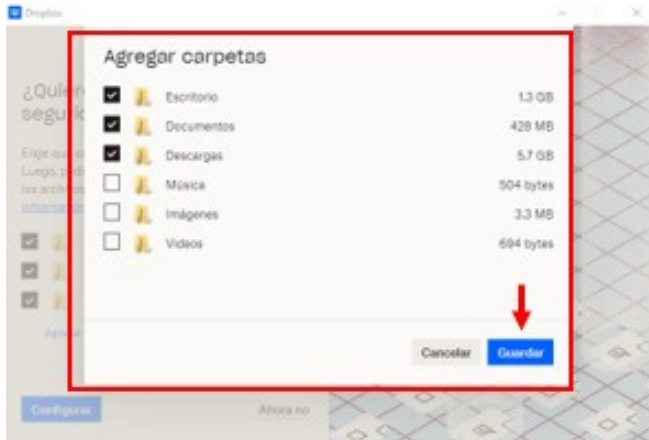 Dropbox
Agregar carpetas
Escritorio 1.3 GB
Documentos 428 MB
Descargas 5.7 GB
Música 504 bytes
Imágenes 3.3 MB
Videos 694 bytes
Cancelar Guardar
Configurar Ahora no